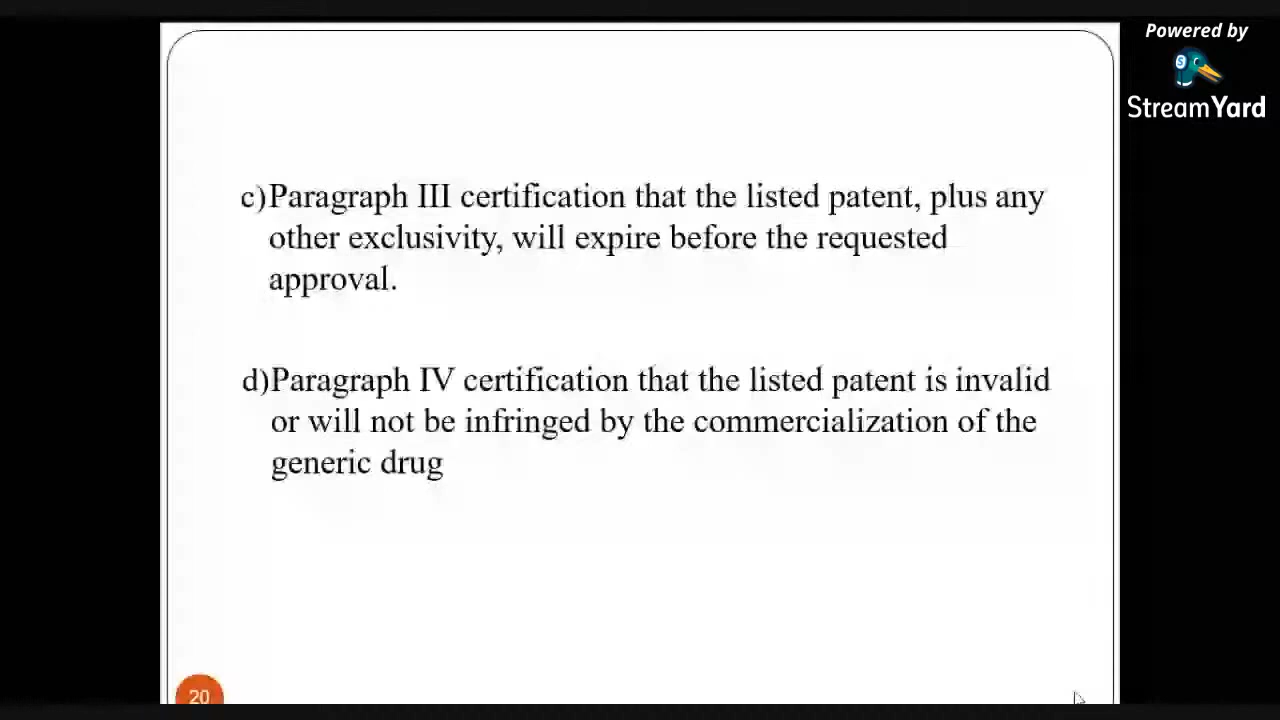 Powered by
StreamYard
c)Paragraph III certification that the listed patent, plus any
other exclusivity, will expire before the requested
approval.
d)Paragraph IV certification that the listed patent is invalid
or will not be infringed by the commercialization of the
generic drug
20